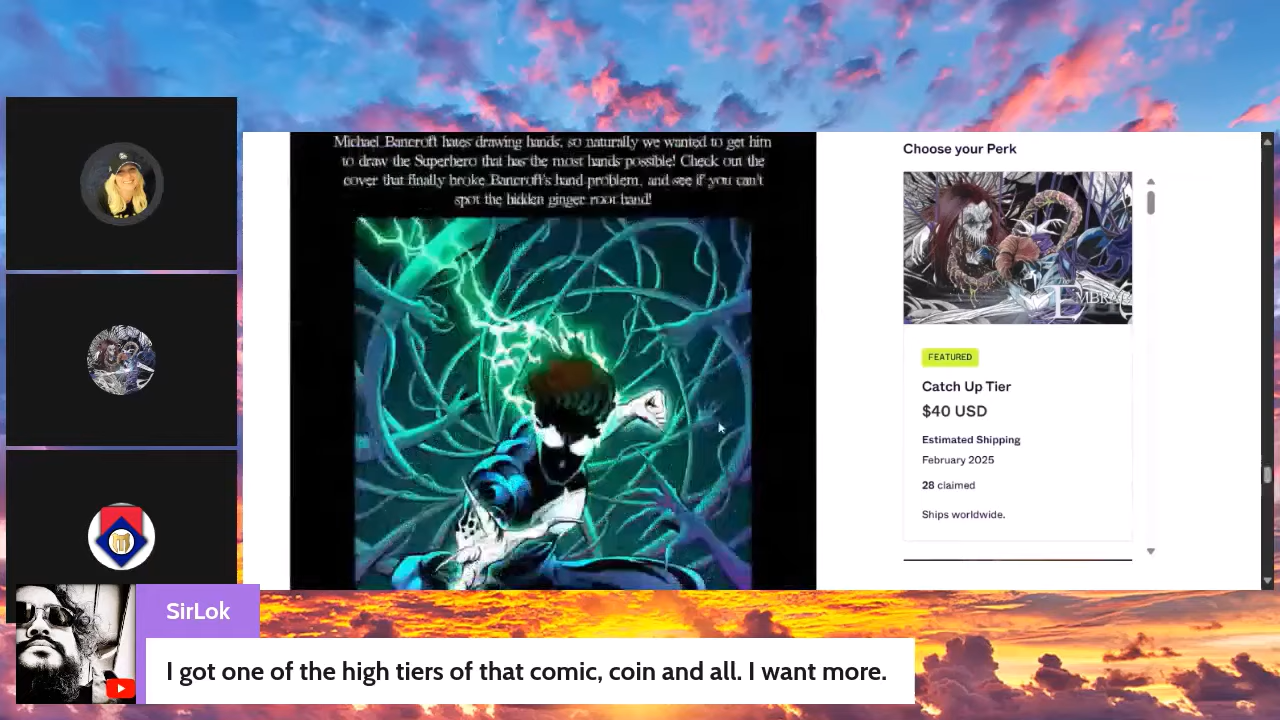 Michael Bancroft hates drawing hands, so naturally we wanted to get him
to draw the Superhero that has the most hands possible! Check out the
cover that finally broke Bancroft's hand problem, and see if you can't
spot the hidden ginger root hand!
Choose your Perk
FEATURED
Catch Up Tier
$40 USD
Estimated Shipping
February 2025
28 claimed
Ships worldwide.
SirLok
I got one of the high tiers of that comic, coin and all. I want more.